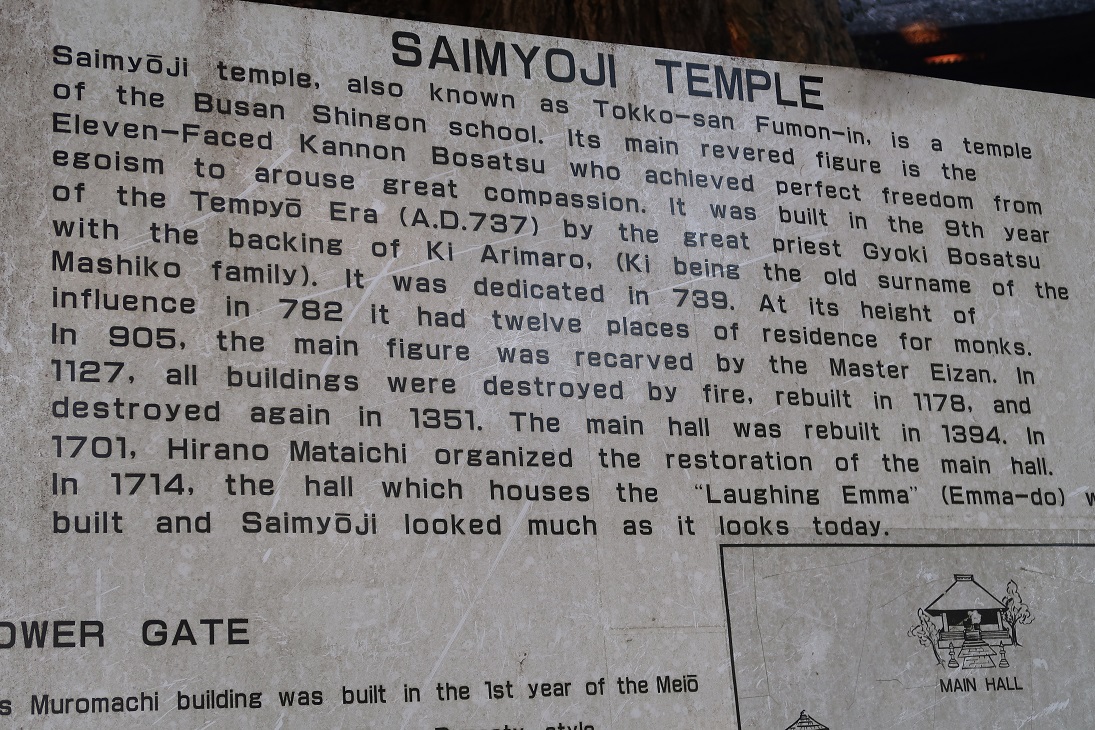 SAIMYOJI TEMPLE
Saimyōji temple, also known as Tokko-san Fumon-in, is a temple
of the Busan Shingon school. Its main revered figure is the
Eleven-Faced Kannon Bosatsu who achieved perfect freedom from
egoism to arouse great compassion. It was built in the 9th year
of the Tempyō Era (A.D.737) by the great priest Gyoki Bosatsu
with the backing of Ki Arimaro, (Ki being the old surname of the
Mashiko family). It was dedicated in 739. At its height of
influence in 782 it had twelve places of residence for monks.
In 905, the main figure was recarved by the Master Eizan. In
1127, all buildings were destroyed by fire, rebuilt in 1178, and
destroyed again in 1351. The main hall was rebuilt in 1394. In
1701, Hirano Mataichi organized the restoration of the main hall.
In 1714, the hall which houses the “Laughing Emma” (Emma-do)
built and Saimyōji looked much as it looks today.
OWER GATE
s Muromachi building was built in the 1st year of the Meiō
style
MAIN HALL